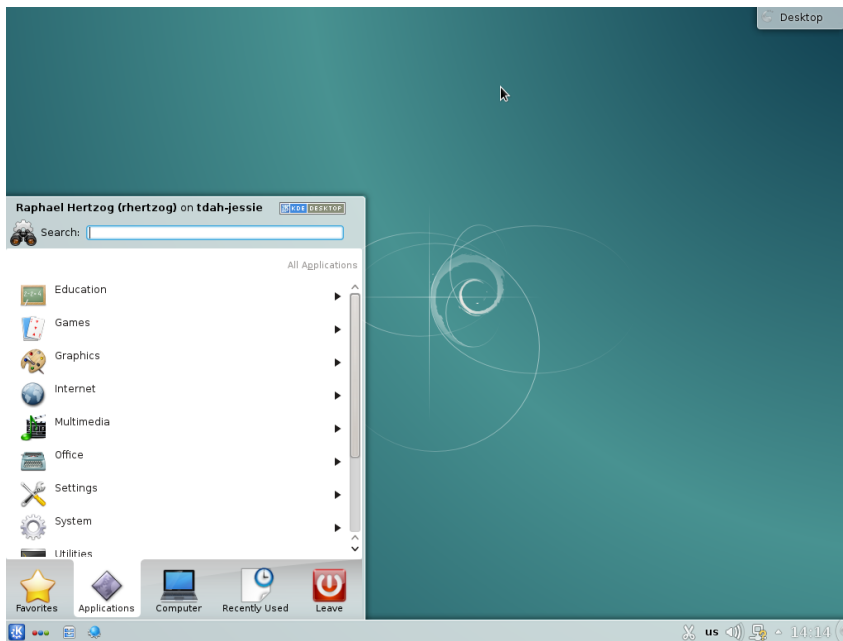 Desktop
Raphael Hertzog (rhertzog) on tdah-jessie KDE DESKTOP
Search:
All Applications
Education
Games
Graphics
Internet
Multimedia
Office
Settings
System
Utilities
Favorites Applications Computer Recently Used Leave
us 14:14